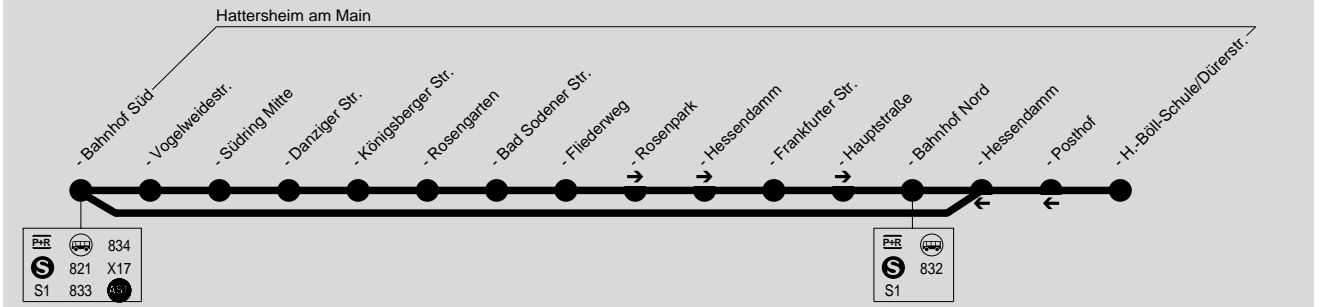 Hattersheim am Main
- Bahnhof Süd
- Vogelweidestr.
- Südring Mitte
- Danziger Str.
- Königsberger Str.
- Rosengarten
- Bad Sodener Str.
- Fliederweg
- Rosenpark
- Hessendamm
- Frankfurter Str.
- Hauptstraße
- Bahnhof Nord
- Hessendamm
- Posthof
- H.-Böll-Schule/Dürerstr.
P+R 834
S 821 X17
S1 833 AST
P+R
S 832
S1